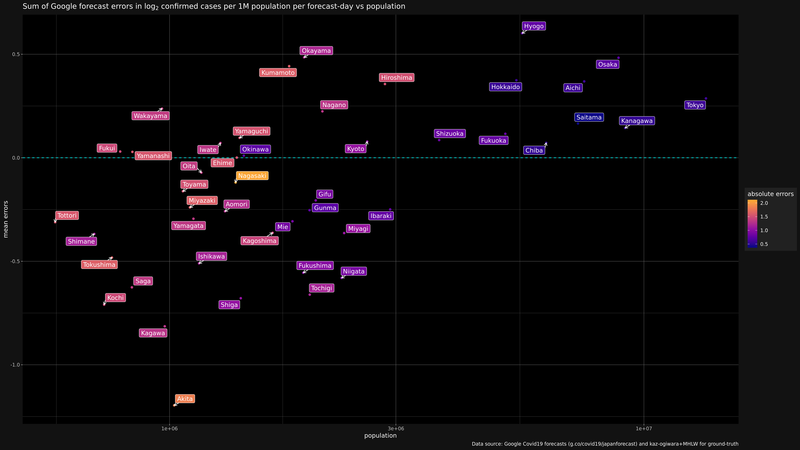 Sum of Google forecast errors in log2 confirmed cases per 1M population per forecast-day vs population
Hyogo
Okayama
0.5
Osaka
Kumamoto
Hiroshima
Hokkaido
Aichi
Nagano
Tokyo
Wakayama
Saitama
Kanagawa
Yamaguchi
Shizuoka
Fukuoka
Fukui
Iwate
Okinawa
Kyoto
Chiba
Yamanashi
0.0
Ehime
Oita
Nagasaki
Toyama
absolute errors
Gifu
2.0
Miyazaki
Aomori
Gunma
1.5
Tottori
Ibaraki
mean errors
Yamagata
Mie
Miyagi
1.0
Shimane
Kagoshima
0.5
Ishikawa
-0.5
Tokushima
Fukushima
Niigata
Saga
Tochigi
Kochi
Shiga
Kagawa
-1.0
Akita
1e+06
3e+06
1e+07
population
Data source: Google Covid19 forecasts (g.co/covid19/japanforecast) and kaz-ogiwara+MHLW for ground-truth